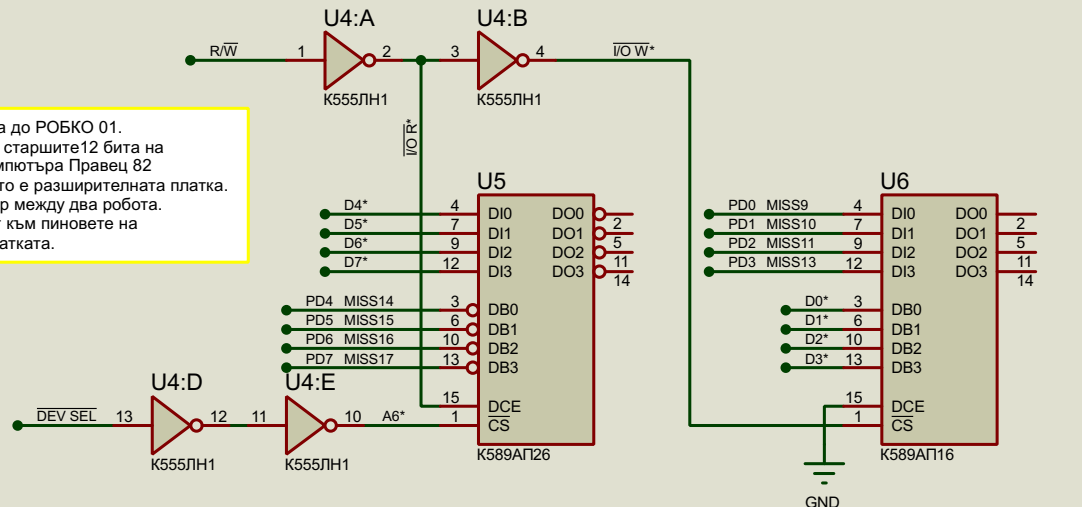 U4:A
U4:B
R/W
1
2
3
4
I/O W*
К555ЛН1
К555ЛН1
а до РОБКО 01.
старшите12 бита на
мпютъра Правец 82
то е разширителната платка.
р между два робота.
т към пиновете на
атката.
I/O R*
U5
D4* 4 DI0 DO0 2
D5* 7 DI1 DO1 5
D6* 9 DI2 DO2 11
D7* 12 DI3 DO3 14
PD4 MISS14 3 DB0
PD5 MISS15 6 DB1
PD6 MISS16 10 DB2
PD7 MISS17 13 DB3
15 DCE
1 CS
К589АП26
U4:D
U4:E
DEV SEL 13 12 11 10 A6*
К555ЛН1
К555ЛН1
U6
PD0 MISS9 4 DI0 DO0 2
PD1 MISS10 7 DI1 DO1 5
PD2 MISS11 9 DI2 DO2 11
PD3 MISS13 12 DI3 DO3 14
D0* 3 DB0
D1* 6 DB1
D2* 10 DB2
D3* 13 DB3
15 DCE
1 CS
К589АП16
GND